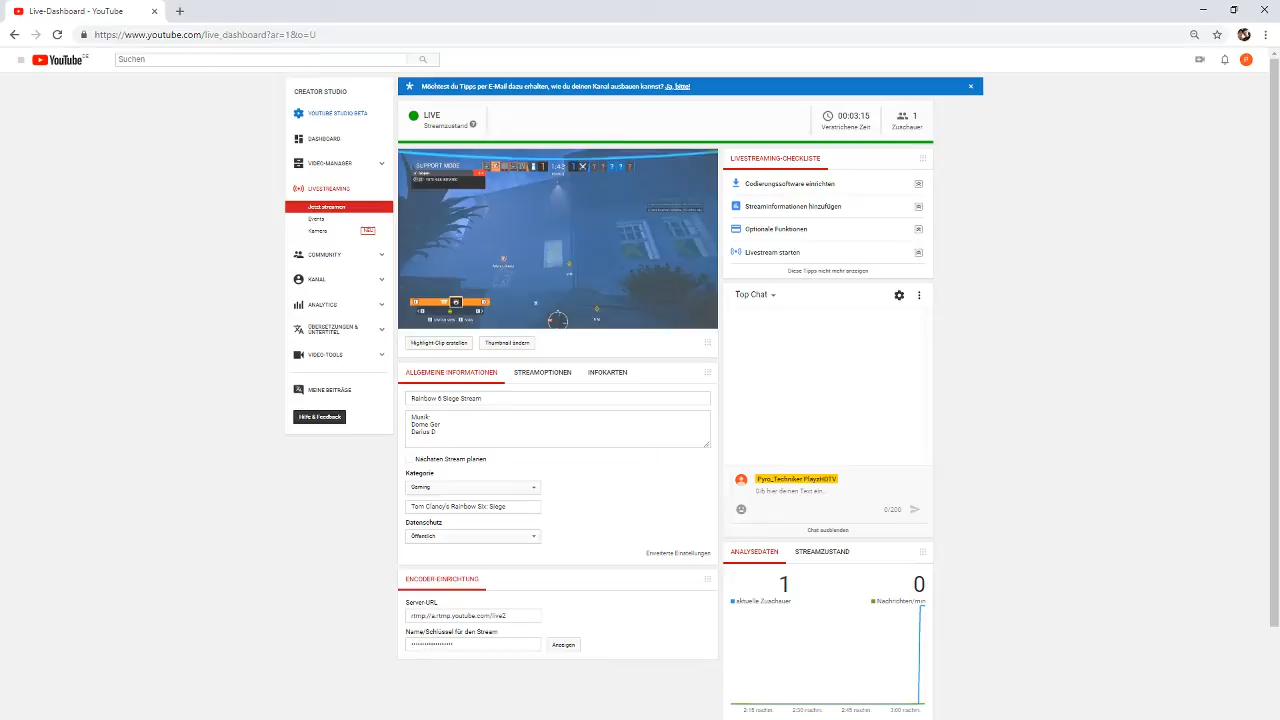 Live-Dashboard - YouTube
https://www.youtube.com/live_dashboard?ar=1&o=U
YouTube DE
Suchen
P
CREATOR STUDIO
YOUTUBE STUDIO BETA
DASHBOARD
VIDEO-MANAGER
LIVESTREAMING
Jetzt streamen
Events
Kamera
NEU
COMMUNITY
KANAL
ANALYTICS
ÜBERSETZUNGEN &
UNTERTITEL
VIDEO-TOOLS
MEINE BEITRÄGE
Hilfe & Feedback
Möchtest du Tipps per E-Mail dazu erhalten, wie du deinen Kanal ausbauen kannst? Ja, bitte!
LIVE
Streamzustand
00:03:15
Verstrichene Zeit
1
Zuschauer
SUPPORT MODE
1:43
Highlight-Clip erstellen
Thumbnail ändern
ALLGEMEINE INFORMATIONEN
STREAMOPTIONEN
INFOKARTEN
Rainbow 6 Siege Stream
Musik:
Dome Ger
Darius D
Nächsten Stream planen
Kategorie
Gaming
Tom Clancy's Rainbow Six: Siege
Datenschutz
Öffentlich
Erweiterte Einstellungen
ENCODER-EINRICHTUNG
Server-URL
rtmp://a.rtmp.youtube.com/live2
Name/Schlüssel für den Stream
Anzeigen
LIVESTREAMING-CHECKLISTE
Codierungssoftware einrichten
Streaminformationen hinzufügen
Optionale Funktionen
Livestream starten
Diese Tipps nicht mehr anzeigen
Top Chat
Pyro_Techniker PlayzHDTV
Gib hier deinen Text ein...
0/200
Chat ausblenden
ANALYSEDATEN
STREAMZUSTAND
1
aktuelle Zuschauer
0
Nachrichten/min
2:15 nachm.
2:30 nachm.
2:45 nachm.
3:00 nachm.